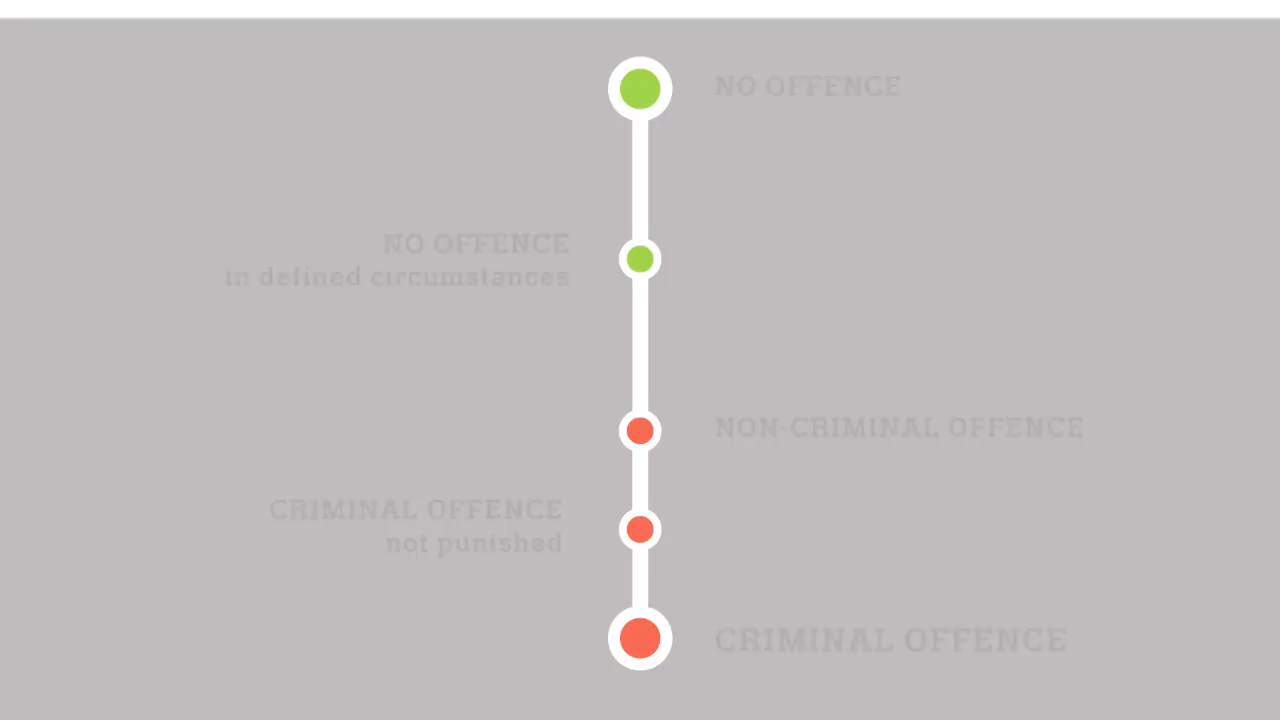 NO OFFENCE
NO OFFENCE
in defined circumstances
NON-CRIMINAL OFFENCE
CRIMINAL OFFENCE
not punished
CRIMINAL OFFENCE